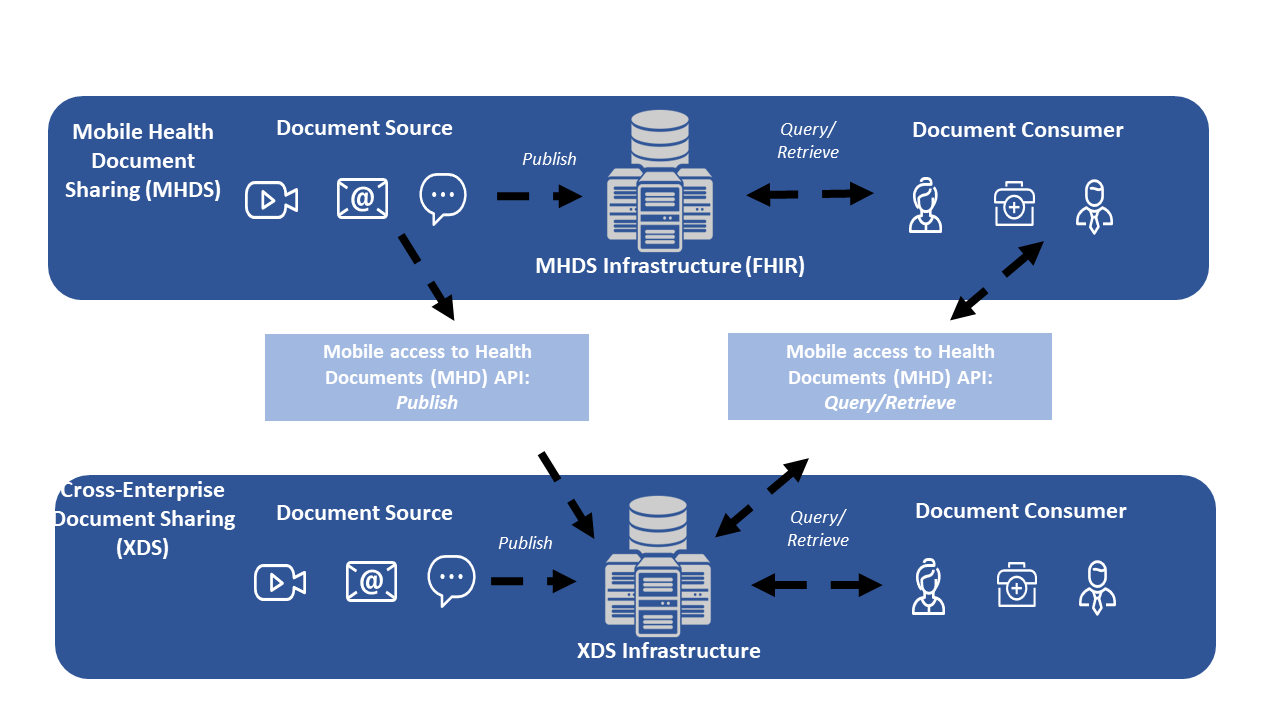 Mobile Health
Document
Sharing (MHDS)
Document Source
Publish
@
MHDS Infrastructure (FHIR)
Query/
Retrieve
Document Consumer
Mobile access to Health
Documents (MHD) API:
Publish
Mobile access to Health
Documents (MHD) API:
Query/Retrieve
Cross-Enterprise
Document Sharing
(XDS)
Document Source
Publish
@
XDS Infrastructure
Query/
Retrieve
Document Consumer